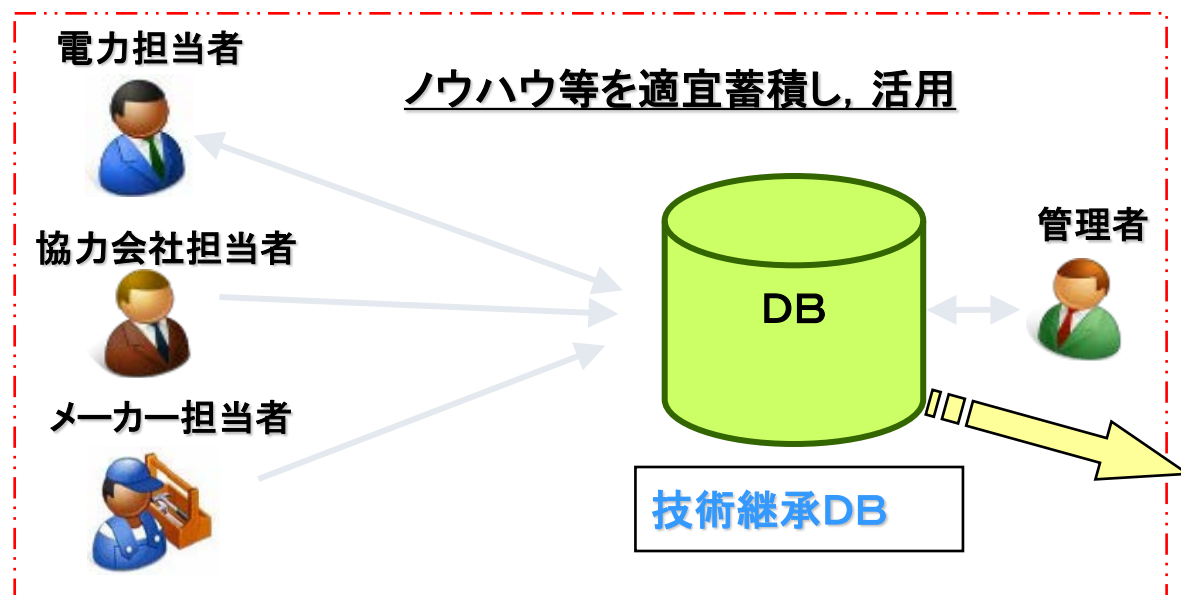 電力担当者
ノウハウ等を適宜蓄積し，活用
協力会社担当者
管理者
DB
メーカー担当者
技術継承DB